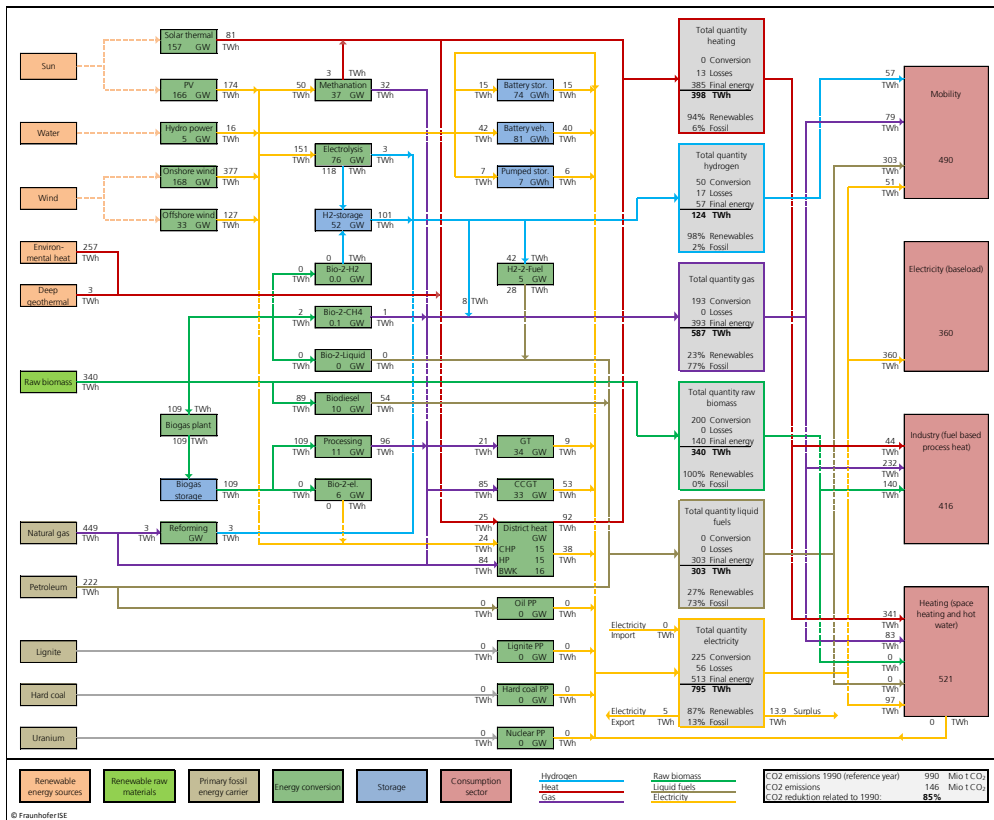 Solar thermal 81
157 GW TWh
Sun
3 TWh
PV 174
166 GW TWh
50 TWh
Methanation 32
37 GW TWh
15 TWh
Battery stor. 15
74 GWh TWh
Water
Hydro power 16
5 GW TWh
42 TWh
Battery veh. 40
81 GWh TWh
151 TWh
Electrolysis 3
76 GW TWh
118 TWh
Wind
Onshore wind 377
168 GW TWh
7 TWh
Pumped stor. 6
7 GWh TWh
Offshore wind 127
33 GW TWh
H2-storage 101
52 GW TWh
Environ-
mental heat
257
TWh
0 TWh
0 TWh
Bio-2-H2
0.0 GW
42 TWh
H2-2-Fuel
5 GW
28 TWh
Deep
geothermal
3
TWh
8 TWh
2 TWh
Bio-2-CH4 1
0.1 GW TWh
0 TWh
Bio-2-Liquid 0
0 GW TWh
Raw biomass 340
TWh
89 TWh
Biodiesel 54
10 GW TWh
109 TWh
Biogas plant
109 TWh
109 TWh
Processing 96
11 GW TWh
21 TWh
GT 9
34 GW TWh
Biogas
storage
109
TWh
0 TWh
Bio-2-el.
6 GW
0 TWh
85 TWh
CCGT 53
33 GW TWh
Natural gas 449
TWh
3 TWh
Reforming 3
GW TWh
25 TWh
24 TWh
84 TWh
District heat
GW
CHP 15
HP 15
BWK 16
92
TWh
38
TWh
Petroleum 222
TWh
0 TWh
Oil PP 0
0 GW TWh
Lignite
0 TWh
Lignite PP 0
0 GW TWh
Hard coal
0 TWh
Hard coal PP 0
0 GW TWh
Uranium
0 TWh
Nuclear PP 0
0 GW TWh
Total quantity
heating
0 Conversion
13 Losses
385 Final energy
398 TWh
94% Renewables
6% Fossil
Total quantity
hydrogen
50 Conversion
17 Losses
57 Final energy
124 TWh
98% Renewables
2% Fossil
Total quantity gas
193 Conversion
0 Losses
393 Final energy
587 TWh
23% Renewables
77% Fossil
Total quantity raw
biomass
200 Conversion
0 Losses
140 Final energy
340 TWh
100% Renewables
0% Fossil
Total quantity liquid
fuels
0 Conversion
0 Losses
303 Final energy
303 TWh
27% Renewables
73% Fossil
Electricity 0
Import TWh
Total quantity
electricity
225 Conversion
56 Losses
513 Final energy
795 TWh
87% Renewables
13% Fossil
Electricity 5
Export TWh
13.9 Surplus
TWh
57
TWh
79
TWh
303
TWh
51
TWh
Mobility
490
360
TWh
Electricity (baseload)
360
44
TWh
232
TWh
140
TWh
Industry (fuel based
process heat)
416
341
TWh
83
TWh
0
TWh
0
TWh
97
TWh
Heating (space
heating and hot
water)
521
0 TWh
Renewable
energy sources
Renewable raw
materials
Primary fossil
energy carrier
Energy conversion
Storage
Consumption
sector
Hydrogen
Heat
Gas
Raw biomass
Liquid fuels
Electricity
CO2 emissions 1990 (reference year) 990 Mio t CO2
CO2 emissions 146 Mio t CO2
CO2 reduktion related to 1990: 85%
© Fraunhofer ISE